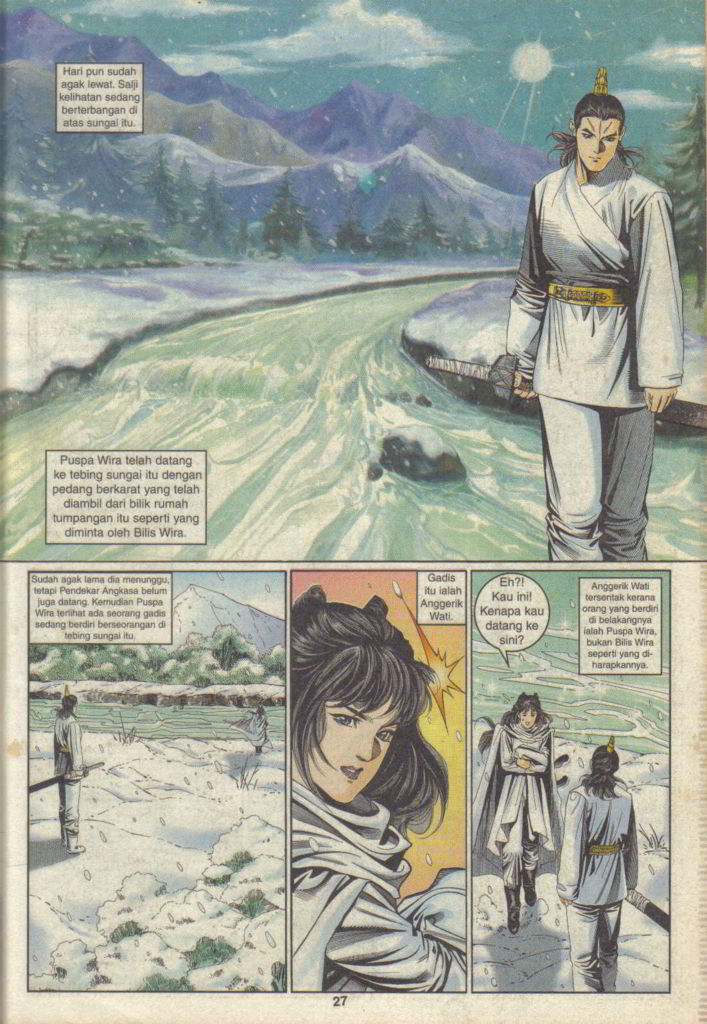 Hari pun sudah
agak lewat. Salji
kelihatan sedang
berterbangan di
atas sungai itu.
Puspa Wira telah datang
ke tebing sungai itu dengan
pedang berkarat yang telah
diambil dari bilik rumah
tumpangan itu seperti yang
diminta oleh Bilis Wira.
Sudah agak lama dia menunggu,
tetapi Pendekar Angkasa belum
juga datang. Kemudian Puspa
Wira terlihat ada seorang gadis
sedang berdiri berseorangan di
tebing sungai itu.
Gadis
itu ialah
Anggerik
Wati.
Eh?!
Kau ini!
Kenapa kau
datang ke
sini?
Anggerik Wati
tersentak kerana
orang yang berdiri
di belakangnya
ialah Puspa Wira,
bukan Bilis Wira
seperti yang di-
harapkannya.
27